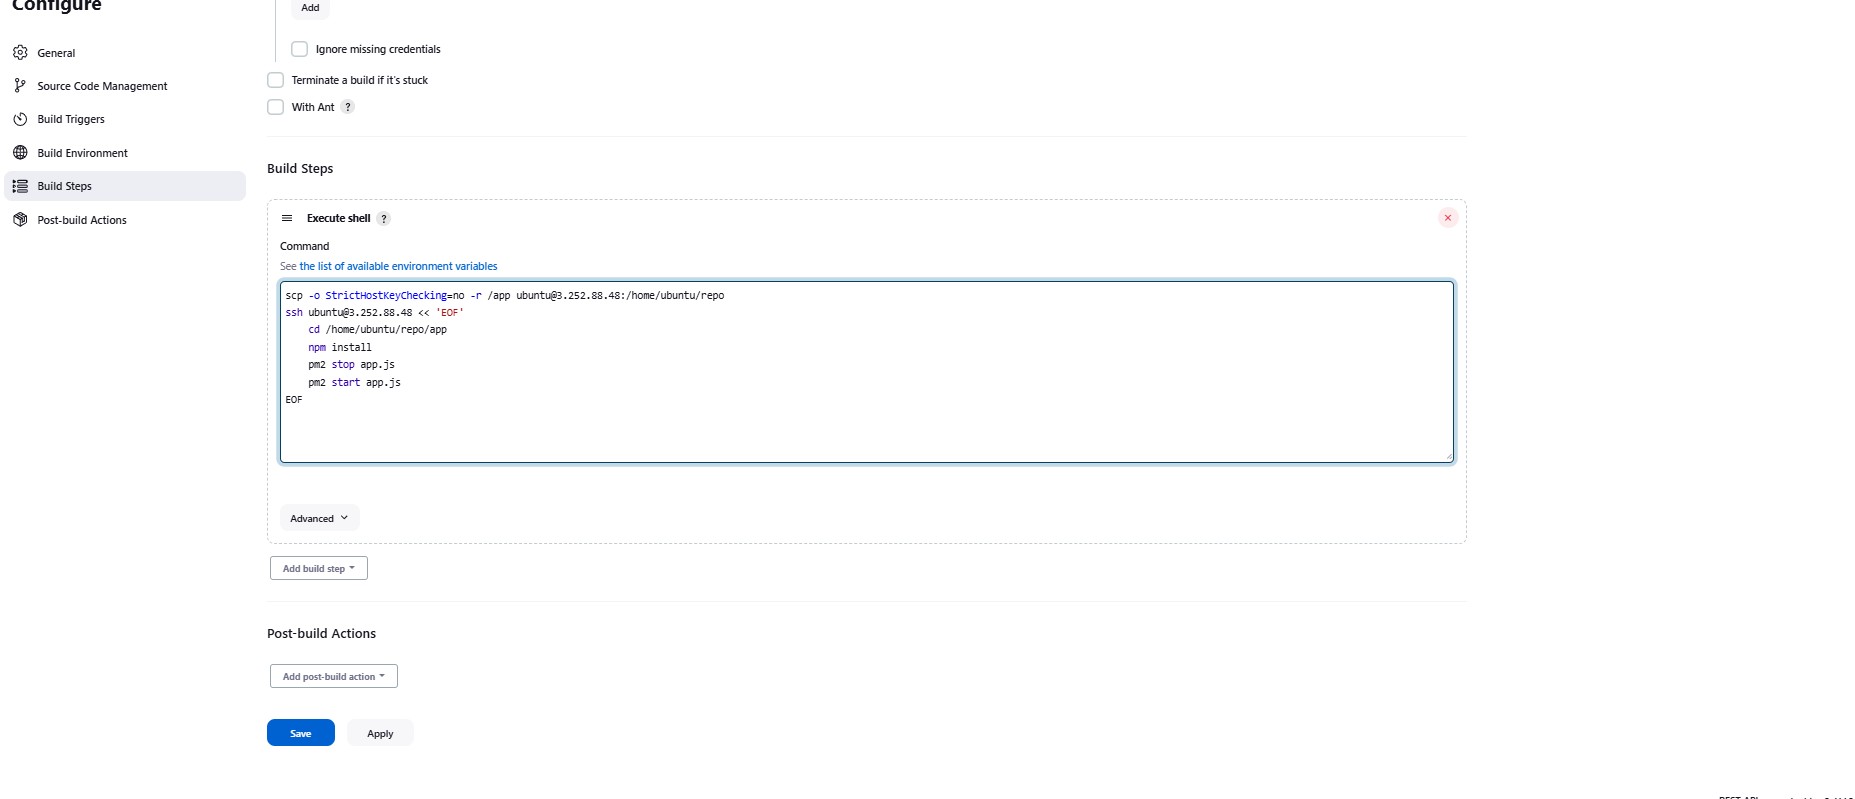 Configure
General
Source Code Management
Build Triggers
Build Environment
Build Steps
Post-build Actions
Add
Ignore missing credentials
Terminate a build if it's stuck
With Ant ?
Build Steps
Execute shell ?
Command
See the list of available environment variables
scp -o StrictHostKeyChecking=no -r /app ubuntu@3.252.88.48:/home/ubuntu/repo
ssh ubuntu@3.252.88.48 << 'EOF'
cd /home/ubuntu/repo/app
npm install
pm2 stop app.js
pm2 start app.js
EOF
Advanced
Add build step
Post-build Actions
Add post-build action
Save
Apply